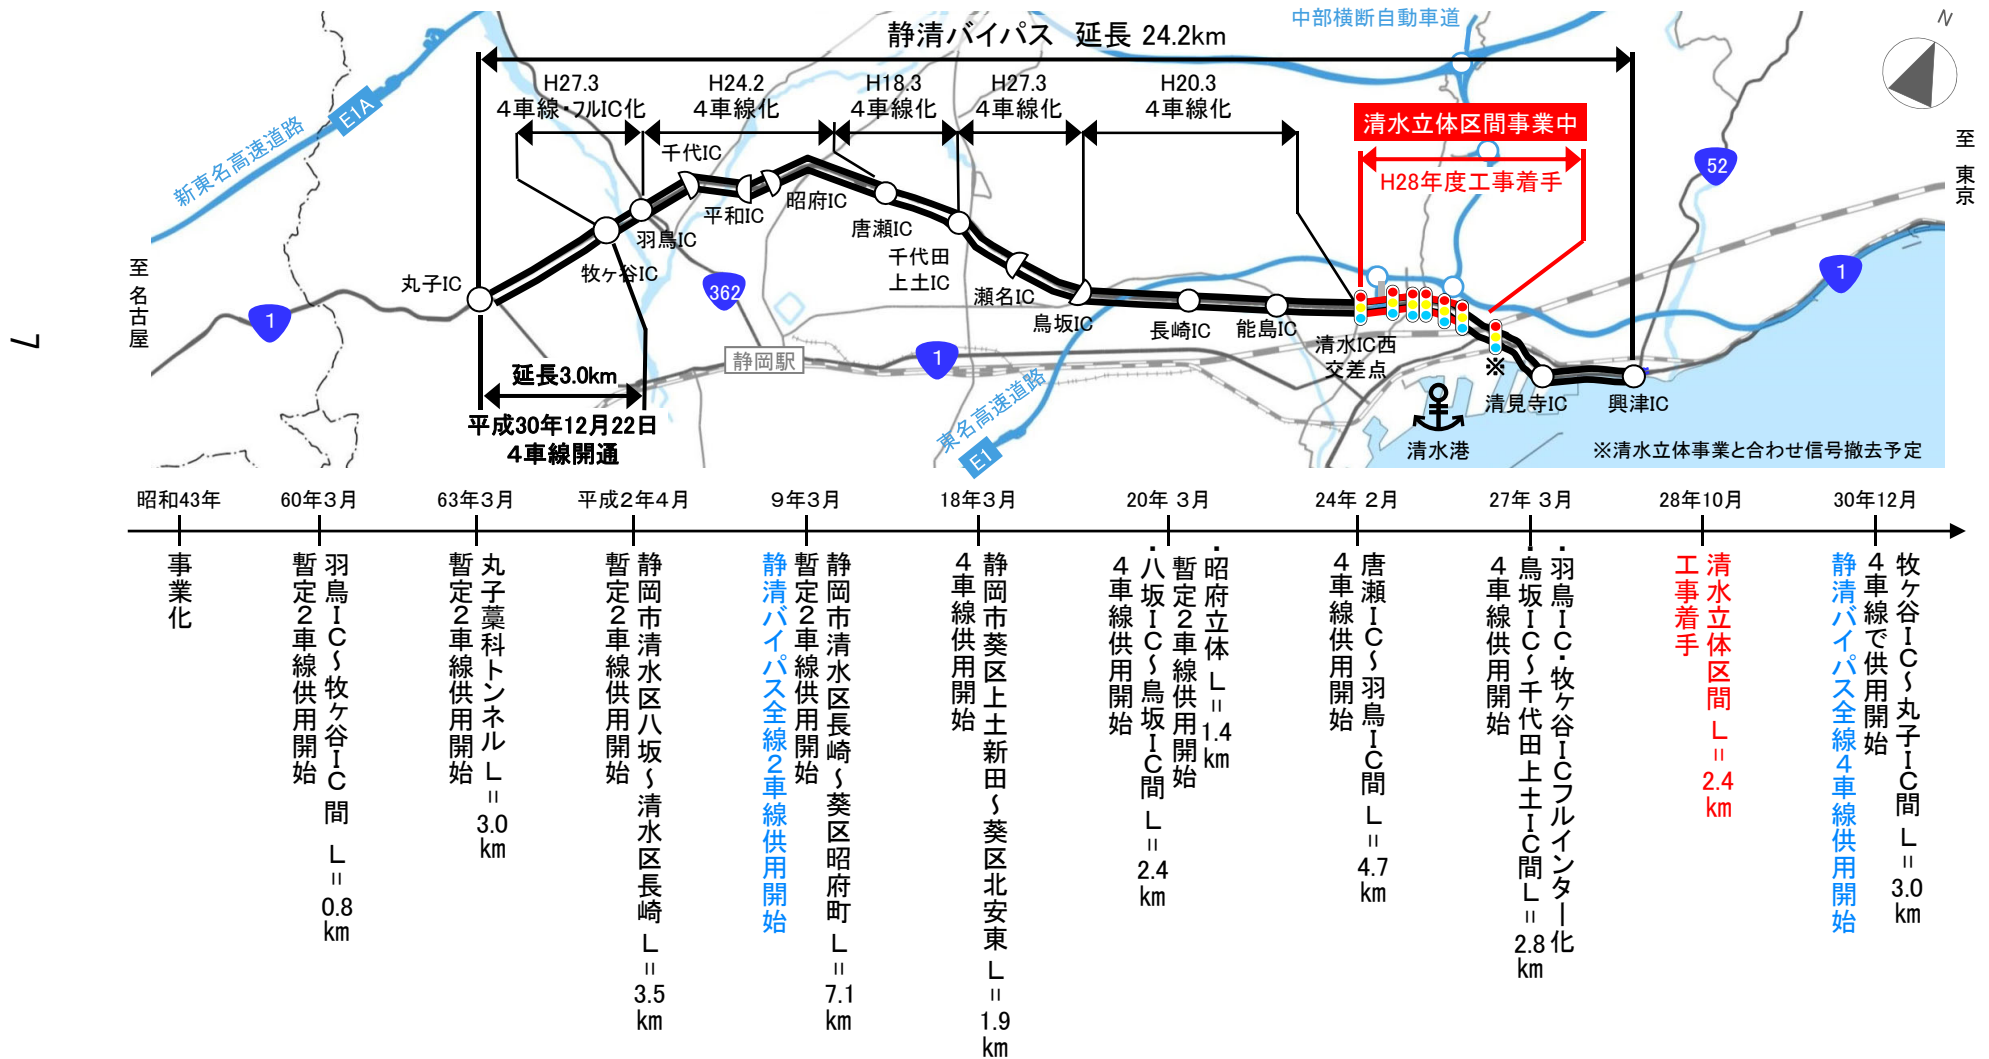 中部横断自動車道
N
静清バイパス 延長 24.2km
H27.3
4車線・フルIC化
H24.2
4車線化
H18.3
4車線化
H27.3
4車線化
H20.3
4車線化
清水立体区間事業中
H28年度工事着手
新東名高速道路
E1A
至 東京
52
千代IC
平和IC
昭府IC
唐瀬IC
羽鳥IC
牧ヶ谷IC
丸子IC
千代田
上土IC
瀬名IC
鳥坂IC
長崎IC
能島IC
清水IC西
交差点
※
清見寺IC
興津IC
至 名古屋
1
362
1
1
静岡駅
延長3.0km
平成30年12月22日
4車線開通
東名高速道路
E1
清水港
※清水立体事業と合わせ信号撤去予定
7
昭和43年
事業化
60年3月
羽鳥IC～牧ヶ谷IC間 L=0.8km
暫定2車線供用開始
63年3月
丸子藁科トンネル L=3.0km
暫定2車線供用開始
平成2年4月
静岡市清水区八坂～清水区長崎 L=3.5km
暫定2車線供用開始
9年3月
静岡市清水区長崎～葵区昭府町 L=7.1km
暫定2車線供用開始
静清バイパス全線2車線供用開始
18年3月
静岡市葵区上土新田～葵区北安東 L=1.9km
4車線供用開始
20年3月
・昭府立体 L=1.4km
暫定2車線供用開始
・八坂IC～鳥坂IC間 L=2.4km
4車線供用開始
24年2月
唐瀬IC～羽鳥IC間 L=4.7km
4車線供用開始
27年3月
・羽鳥IC・牧ヶ谷ICフルインター化
・鳥坂IC～千代田上土IC間L=2.8km
4車線供用開始
28年10月
清水立体区間 L=2.4km
工事着手
30年12月
牧ヶ谷IC～丸子IC間 L=3.0km
4車線で供用開始
静清バイパス全線4車線供用開始